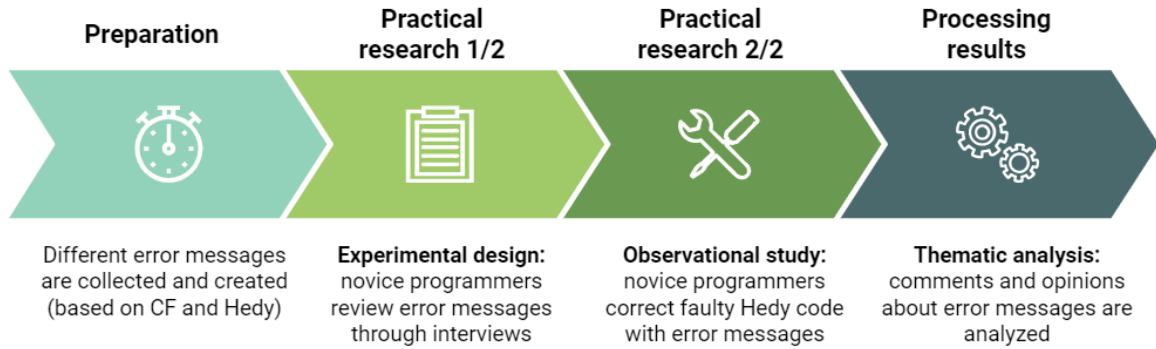 Preparation
Practical
research 1/2
Practical
research 2/2
Processing
results
Different error messages
are collected and created
(based on CF and Hedy)
Experimental design:
novice programmers
review error messages
through interviews
Observational study:
novice programmers
correct faulty Hedy code
with error messages
Thematic analysis:
comments and opinions
about error messages are
analyzed